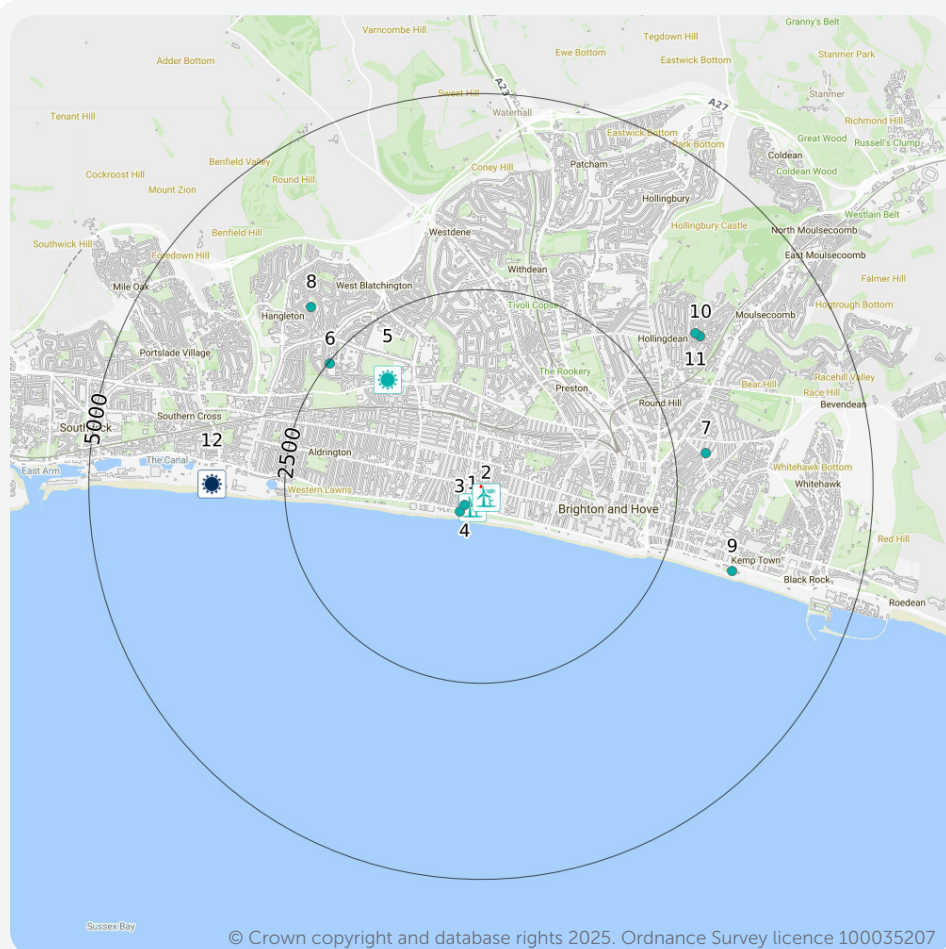 Granny's Belt
Varncombe Hill
Tegdown Hill
Ewe Bottom
Eastwick Bottom
Stanmer Park
Adder Bottom
A23
Sweet Hill
Stanmer
A27
Tenant Hill
Waterhall
Richmond Hill
Eastwick Bottom
Great Wood
Russell's Clump
Park Bottom
Benfield Valley
Patcham
Coldean
Coney Hill
Coldean Wood
Cockroost Hill
Round Hill
Mount Zion
Hollingbury
Westlain Belt
Hollingbury Castle
North Moulsecoomb
Benfield Hill
Westdene
Southwick Hill
Foredown Hill
East Moulsecoomb
Withdean
Falmer Hill
8
West Blatchington
Mile Oak
Tivoli Copse
Hogtrough Bottom
10
Hangleton
Moulsecoomb
6
5
Hollingdean
Portslade Village
11
The Rookery
Racehill Valley
Preston
Bear Hill
Race Hill
5000
Round Hill
Bevendean
Southern Cross
7
12
2500
Aldrington
The Canal
East Arm
2
Whitehawk Bottom
3
1
Western Lawns
Whitehawk
Brighton and Hove
4
Red Hill
9
Kemp Town
Black Rock
Roedean
Sussex Bay
© Crown copyright and database rights 2025. Ordnance Survey licence 100035207